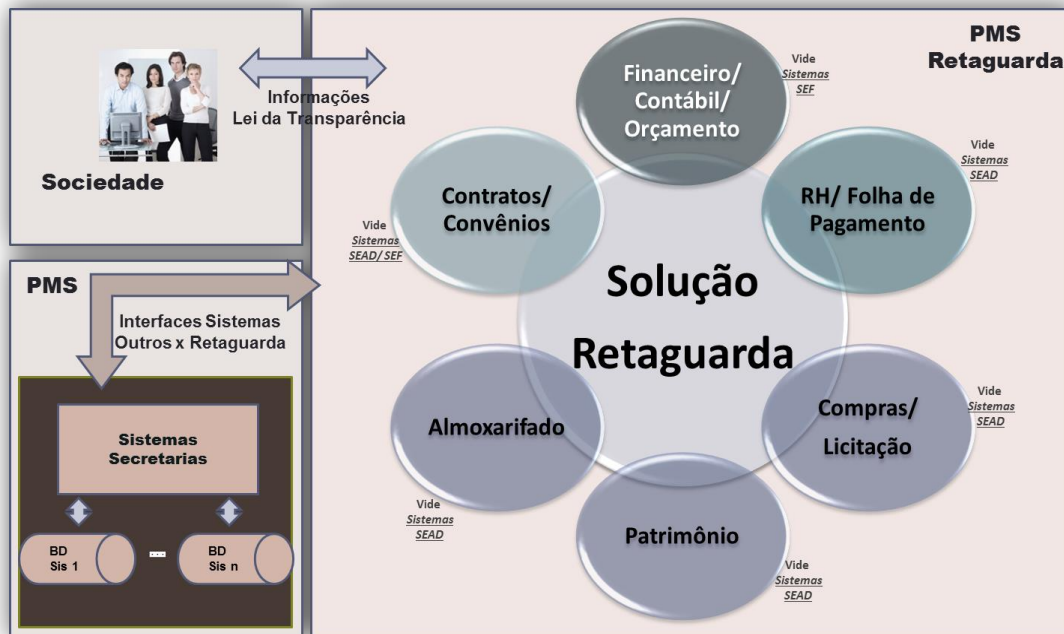 Sociedade
Informações
Lei da Transparência
PMS
Retaguarda
Financeiro/
Contábil/
Orçamento
Vide
Sistemas
SEF
Contratos/
Convênios
Vide
Sistemas
SEAD/ SEF
RH/ Folha de
Pagamento
Vide
Sistemas
SEAD
Solução
Retaguarda
Almoxarifado
Vide
Sistemas
SEAD
Compras/
Licitação
Vide
Sistemas
SEAD
Patrimônio
Vide
Sistemas
SEAD
PMS
Interfaces Sistemas
Outros x Retaguarda
Sistemas
Secretarias
BD
Sis 1
...
BD
Sis n